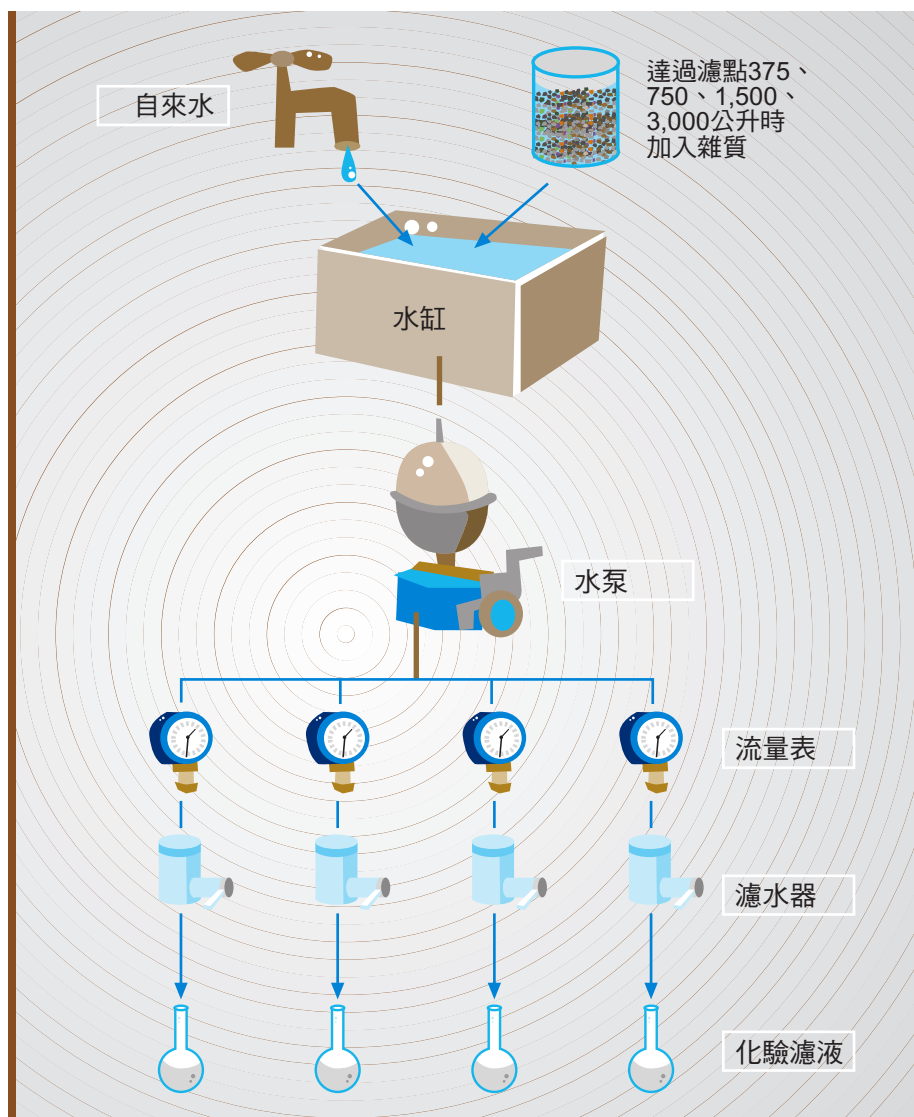 自來水
達過濾點375、
750、1,500、
3,000公升時
加入雜質
水缸
水泵
流量表
濾水器
化驗濾液